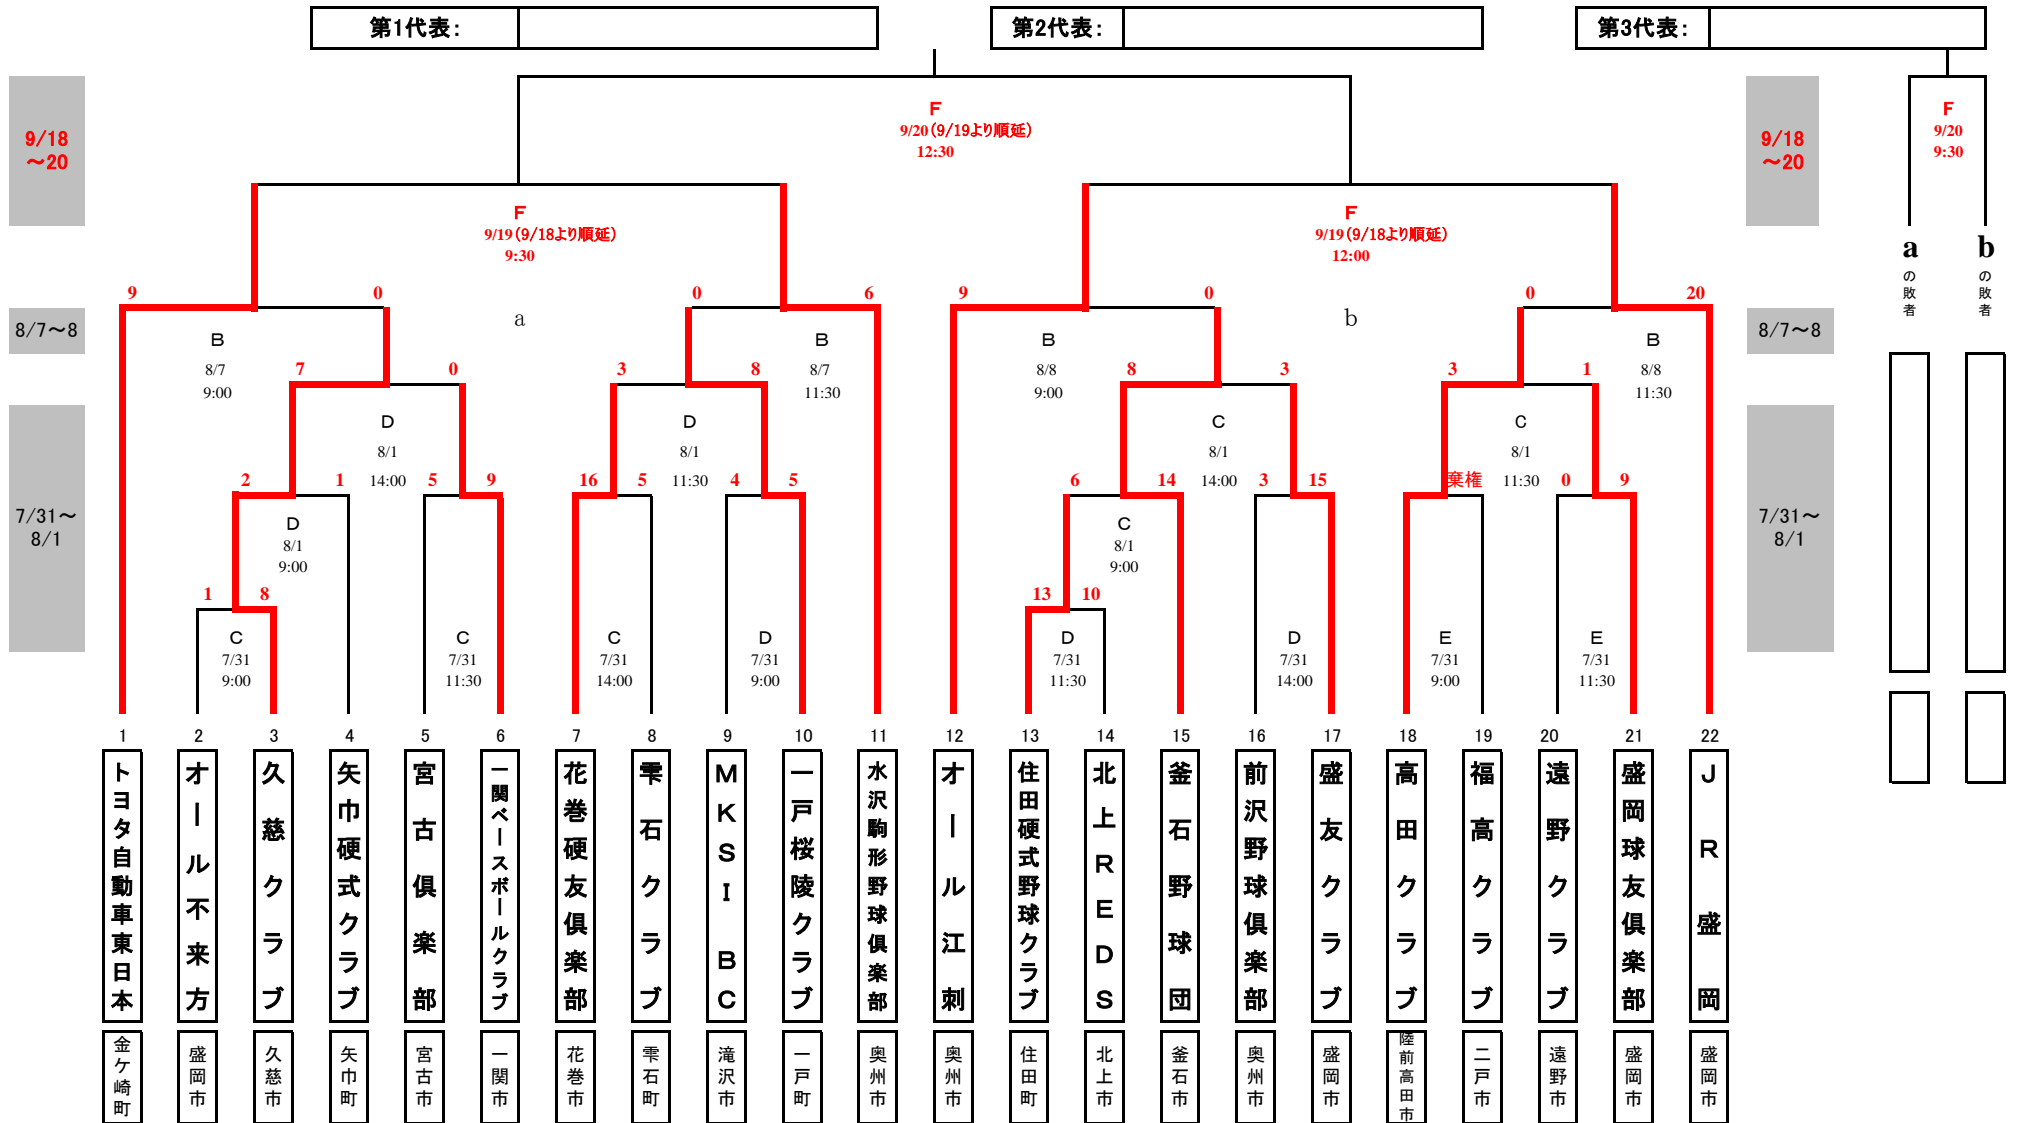 第1代表:
第2代表:
第3代表:
9/18
～20
F
9/20(9/19より順延)
12:30
9/18
～20
F
9/20
9:30
F
9/19(9/18より順延)
9:30
F
9/19(9/18より順延)
12:00
a
の敗者
b
の敗者
9 0 0 6 9 0 0 20
a
b
8/7～8
8/7～8
B
8/7
9:00
B
8/7
11:30
B
8/8
9:00
B
8/8
11:30
7 0 3 8 8 3 3 1
7/31～
8/1
7/31～
8/1
D
8/1
14:00
D
8/1
11:30
C
8/1
14:00
C
8/1
11:30
2 1 5 9 16 5 4 5 6 14 3 15 棄権 0 9
D
8/1
9:00
C
8/1
9:00
1 8 13 10
C
7/31
9:00
C
7/31
11:30
C
7/31
14:00
D
7/31
9:00
D
7/31
11:30
D
7/31
14:00
E
7/31
9:00
E
7/31
11:30
1 2 3 4 5 6 7 8 9 10 11 12 13 14 15 16 17 18 19 20 21 22
トヨタ自動車東日本
オール不来方
久慈クラブ
矢巾硬式クラブ
宮古倶楽部
一関ベースボールクラブ
花巻硬友倶楽部
雫石クラブ
MKSI BC
一戸桜陵クラブ
水沢駒形野球倶楽部
オール江刺
住田硬式野球クラブ
北上REDS
釜石野球団
前沢野球倶楽部
盛友クラブ
高田クラブ
福高クラブ
遠野クラブ
盛岡球友倶楽部
JR盛岡
金ケ崎町
盛岡市
久慈市
矢巾町
宮古市
一関市
花巻市
雫石町
滝沢市
一戸町
奥州市
奥州市
住田町
北上市
釜石市
奥州市
盛岡市
陸前高田市
二戸市
遠野市
盛岡市
盛岡市